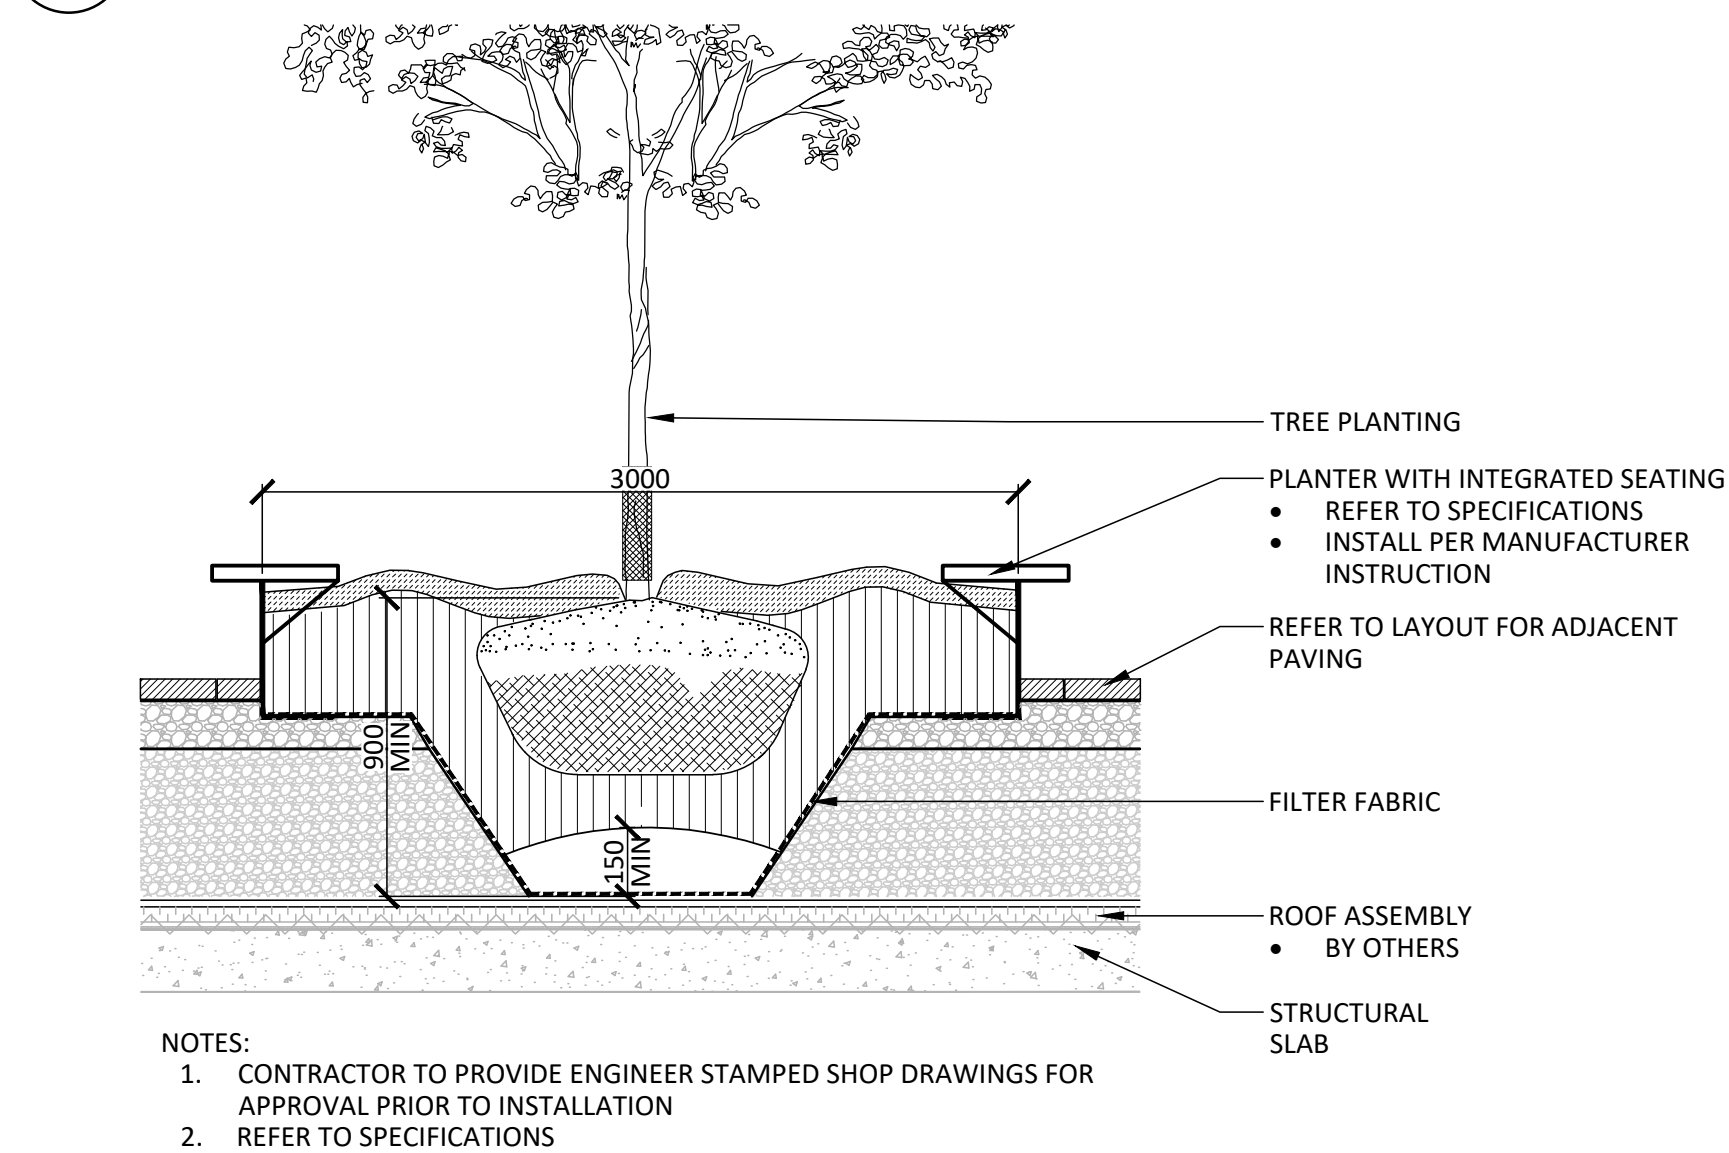 TREE PLANTING
3000
PLANTER WITH INTEGRATED SEATING
• REFER TO SPECIFICATIONS
• INSTALL PER MANUFACTURER
INSTRUCTION
REFER TO LAYOUT FOR ADJACENT
PAVING
900
MIN
FILTER FABRIC
150
MIN
ROOF ASSEMBLY
• BY OTHERS
STRUCTURAL
SLAB
NOTES:
1. CONTRACTOR TO PROVIDE ENGINEER STAMPED SHOP DRAWINGS FOR
APPROVAL PRIOR TO INSTALLATION
2. REFER TO SPECIFICATIONS